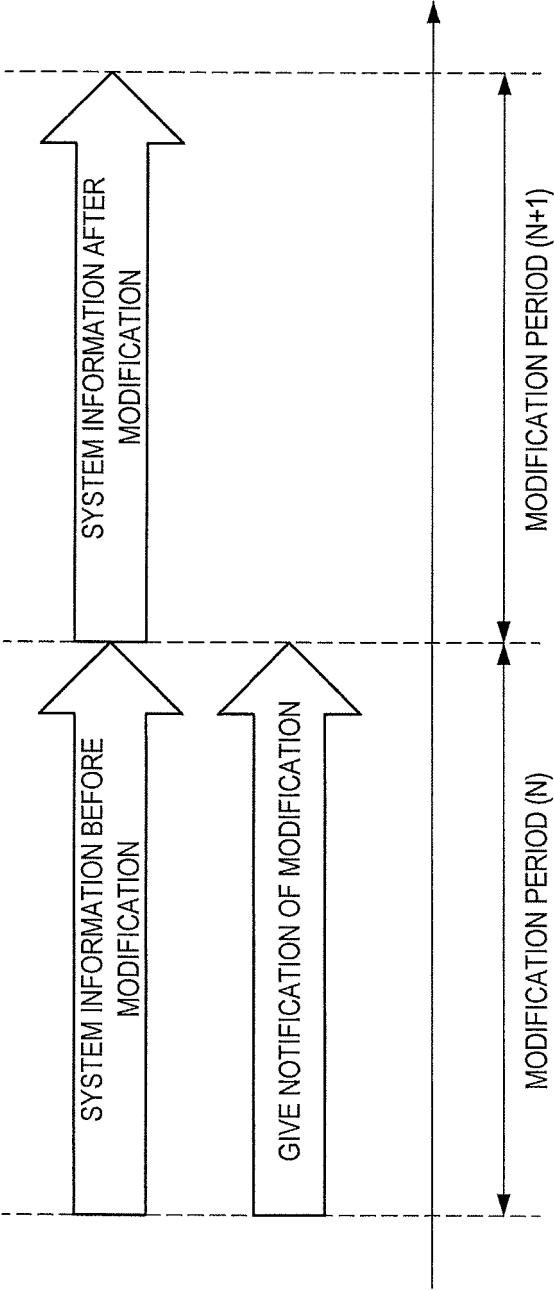 SYSTEM INFORMATION BEFORE
MODIFICATION
SYSTEM INFORMATION AFTER
MODIFICATION
GIVE NOTIFICATION OF MODIFICATION
MODIFICATION PERIOD (N)
MODIFICATION PERIOD (N+1)